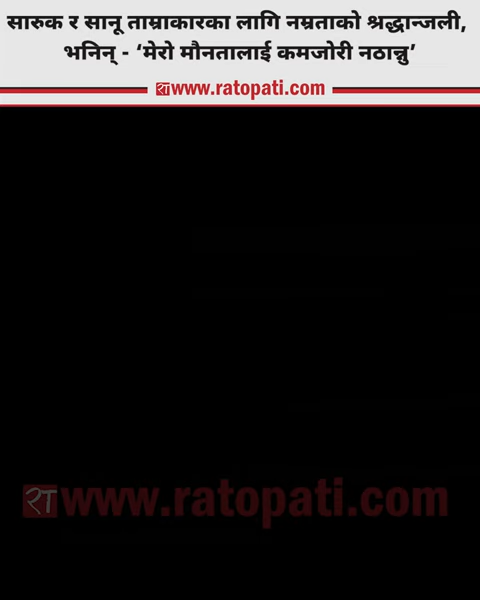 सारुक र सानू ताम्राकारका लागि नम्रताको श्रद्धान्जली,
भनिन् - ‘मेरो मौनतालाई कमजोरी नठान्नु’
रा www.ratopati.com
रा www.ratopati.com